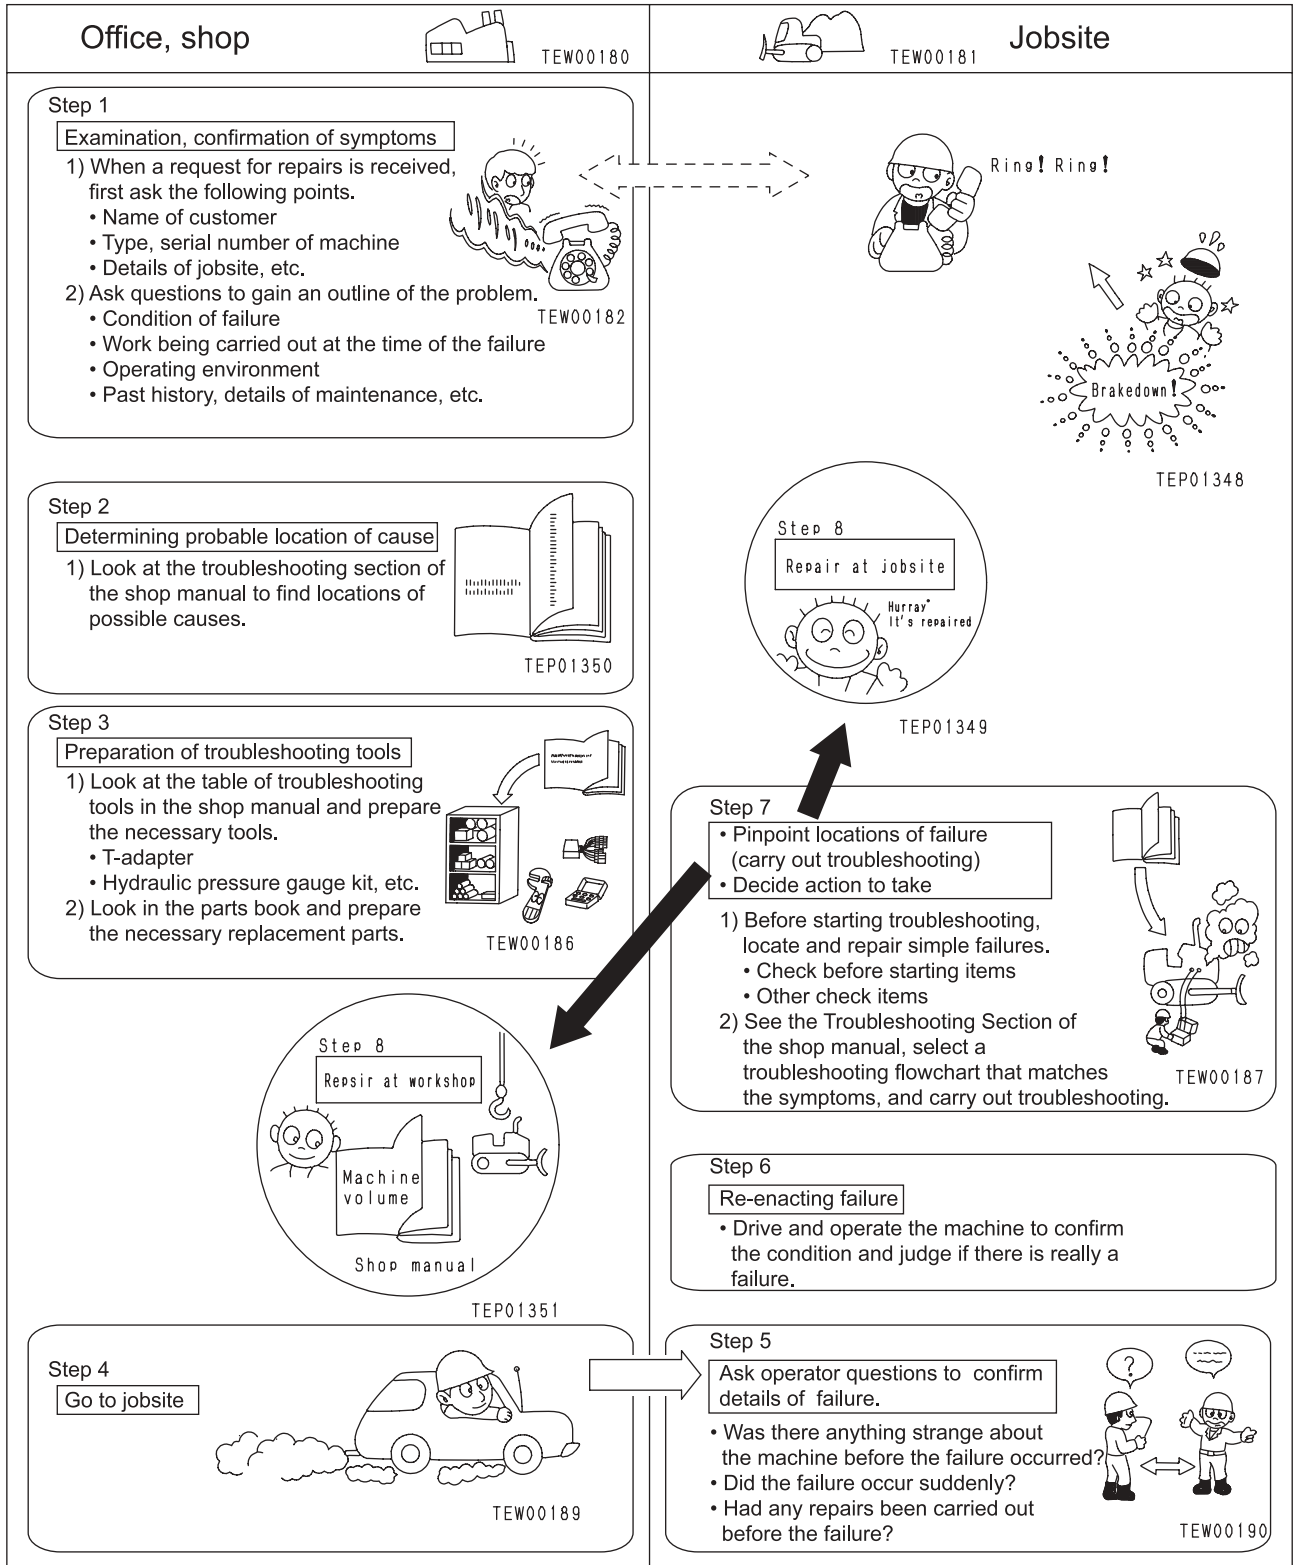 Office, shop
TEW00180
TEW00181
Jobsite
Step 1
Examination, confirmation of symptoms
1) When a request for repairs is received,
first ask the following points.
• Name of customer
• Type, serial number of machine
• Details of jobsite, etc.
2) Ask questions to gain an outline of the problem.
• Condition of failure
• Work being carried out at the time of the failure
• Operating environment
• Past history, details of maintenance, etc.
TEW00182
Ring! Ring!
Brakedown!
TEP01348
Step 2
Determining probable location of cause
1) Look at the troubleshooting section of
the shop manual to find locations of
possible causes.
TEP01350
Step 8
Repair at jobsite
Hurray"
It's repaired
TEP01349
Step 3
Preparation of troubleshooting tools
1) Look at the table of troubleshooting
tools in the shop manual and prepare
the necessary tools.
• T-adapter
• Hydraulic pressure gauge kit, etc.
2) Look in the parts book and prepare
the necessary replacement parts.
TEW00186
Step 7
• Pinpoint locations of failure
(carry out troubleshooting)
• Decide action to take
1) Before starting troubleshooting,
locate and repair simple failures.
• Check before starting items
• Other check items
2) See the Troubleshooting Section of
the shop manual, select a
troubleshooting flowchart that matches
the symptoms, and carry out troubleshooting.
TEW00187
Step 8
Repsir at workshop
Machine
volume
Shop manual
TEP01351
Step 6
Re-enacting failure
• Drive and operate the machine to confirm
the condition and judge if there is really a
failure.
Step 4
Go to jobsite
TEW00189
Step 5
Ask operator questions to confirm
details of failure.
• Was there anything strange about
the machine before the failure occurred?
• Did the failure occur suddenly?
• Had any repairs been carried out
before the failure?
?
TEW00190